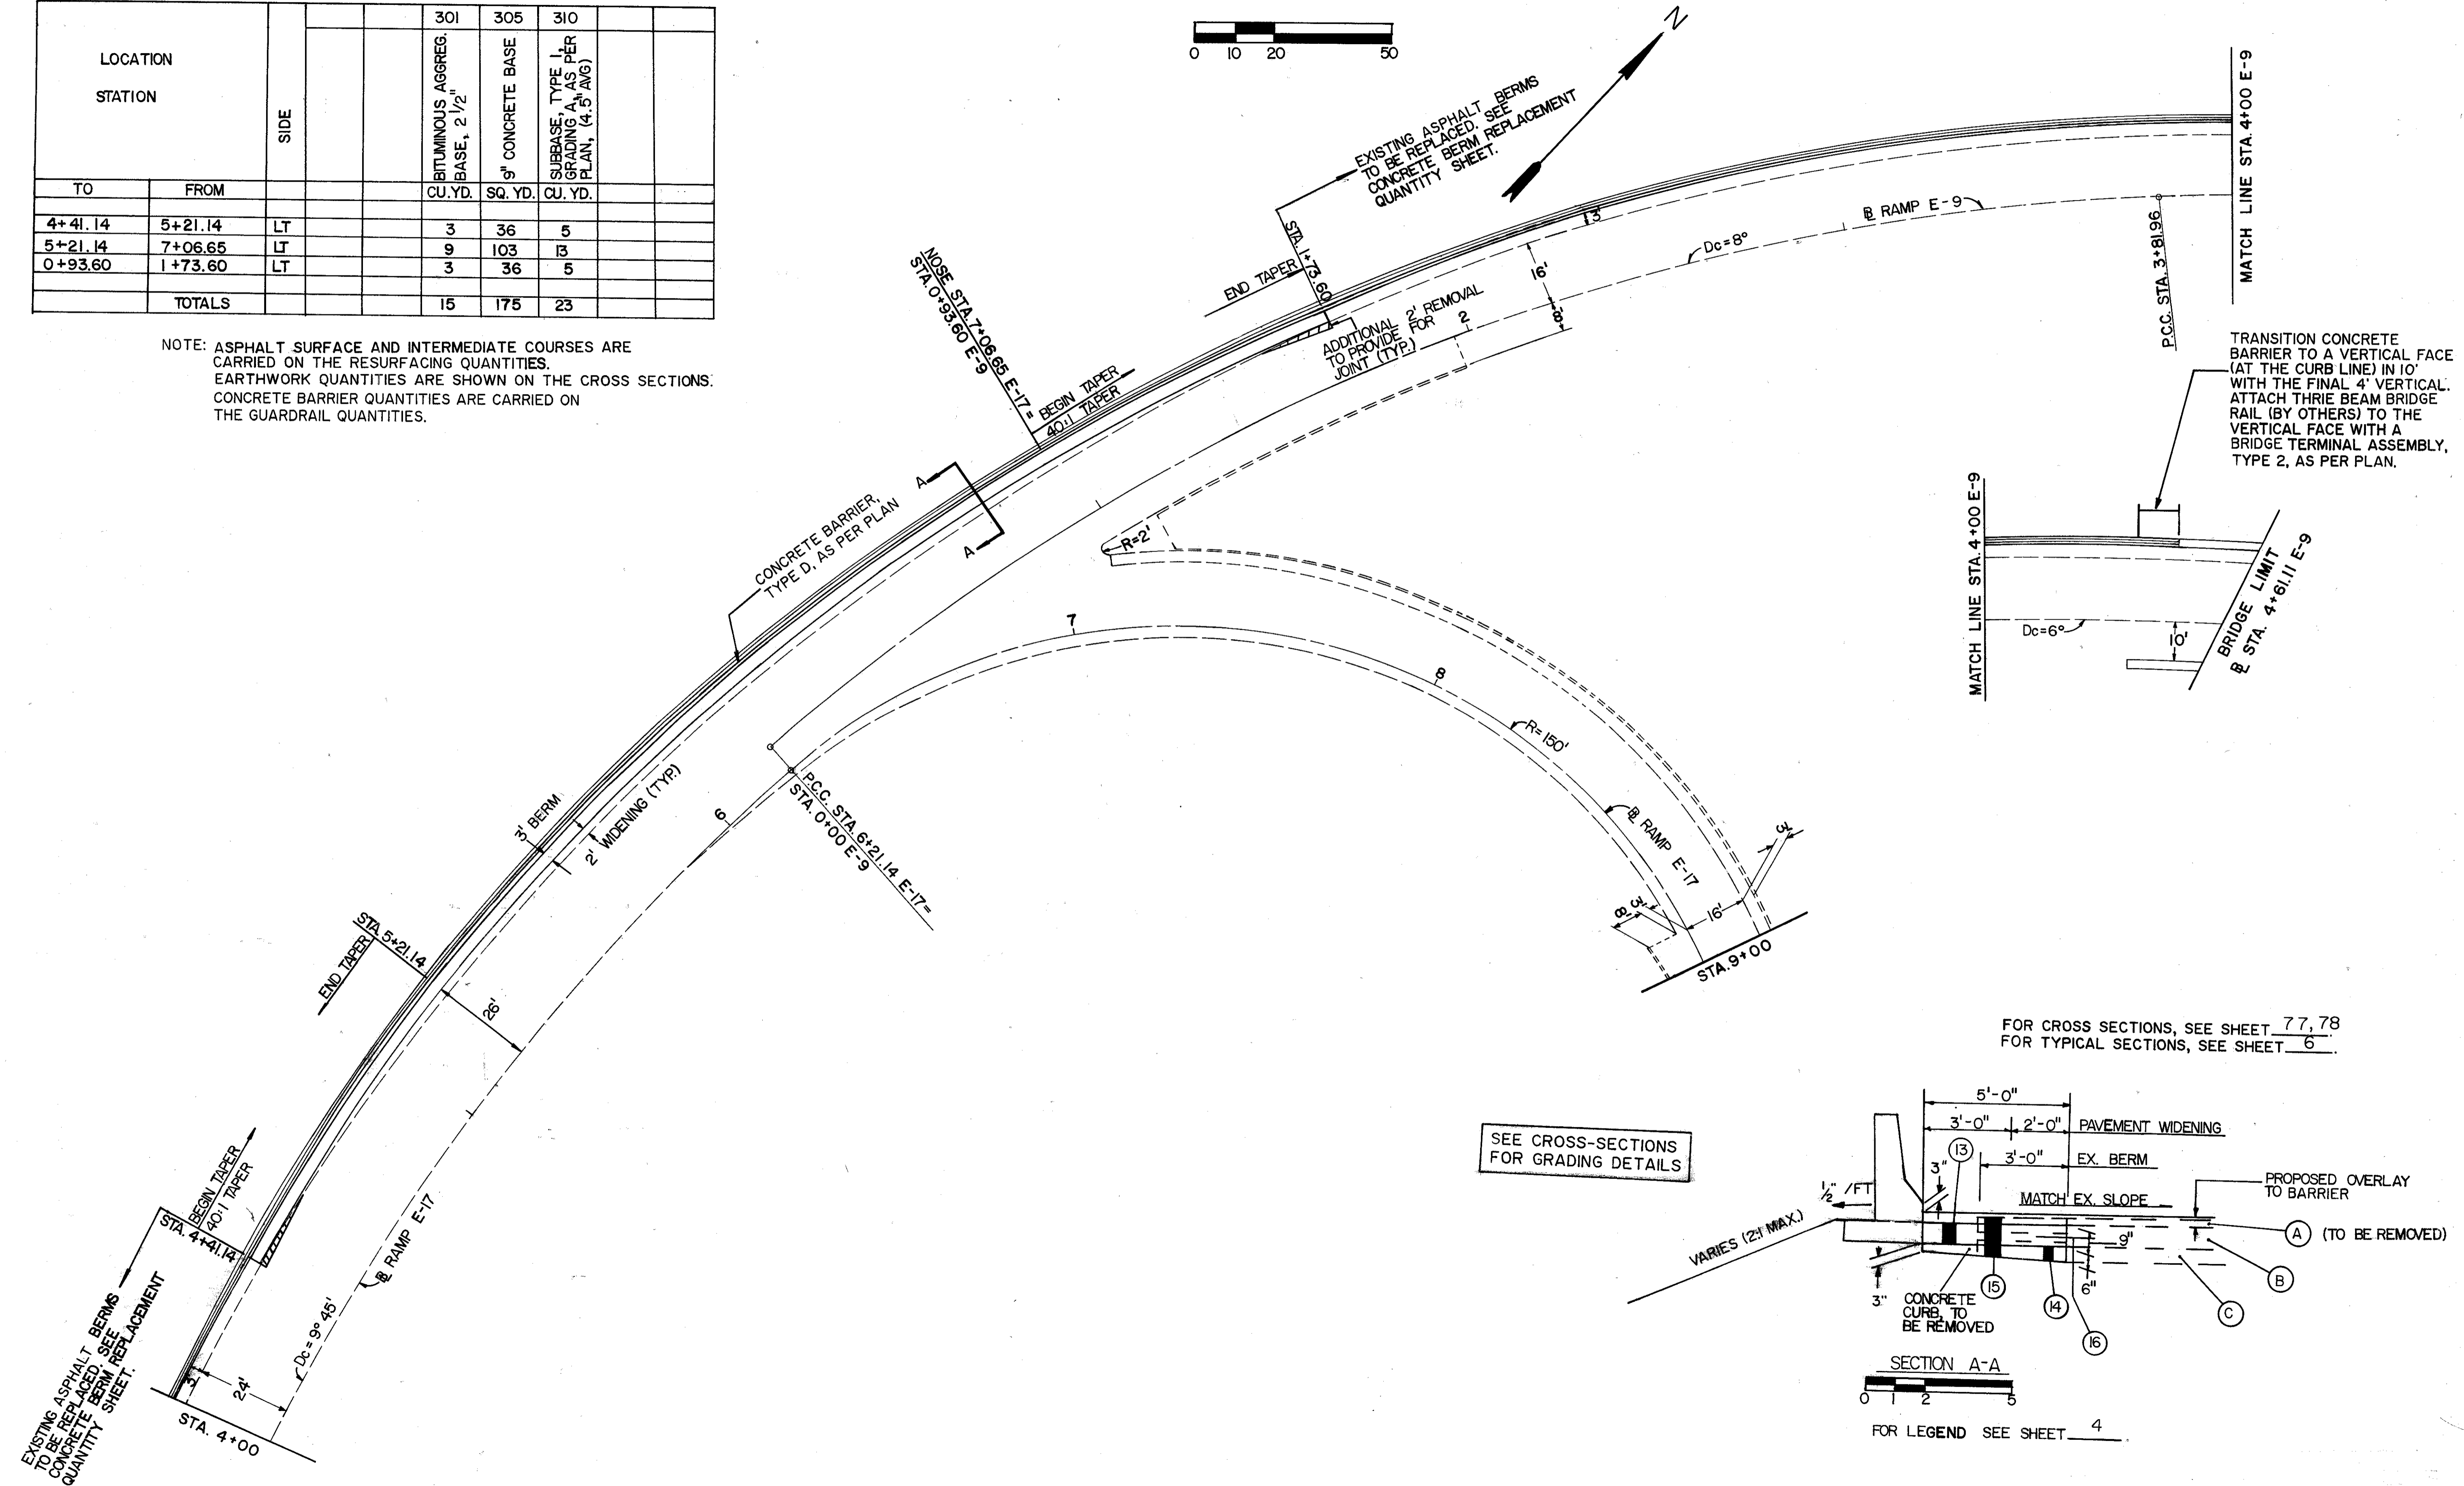 LOCATION
STATION
SIDE
301 305 310
BITUMINOUS AGGREG.
BASE, 2 1/2"
9" CONCRETE BASE
SUBBASE, TYPE 1,
GRADING A, AS PER
PLAN, (4.5" AVG)
TO FROM CU.YD. SQ. YD. CU. YD.
4+41.14 5+21.14 LT 3 36 5
5+21.14 7+06.65 LT 9 103 13
0+93.60 1+73.60 LT 3 36 5
TOTALS 15 175 23
NOTE: ASPHALT SURFACE AND INTERMEDIATE COURSES ARE
CARRIED ON THE RESURFACING QUANTITIES.
EARTHWORK QUANTITIES ARE SHOWN ON THE CROSS SECTIONS.
CONCRETE BARRIER QUANTITIES ARE CARRIED ON
THE GUARDRAIL QUANTITIES.
0 10 20 50
N
EXISTING ASPHALT BERMS
TO BE REPLACED. SEE
CONCRETE BERM REPLACEMENT
QUANTITY SHEET.
STA. 1+73.60
END TAPER
13'
16'
8'
2
ADDITIONAL 2' REMOVAL
TO PROVIDE FOR
JOINT (TYP.)
Dc=8°
℄ RAMP E-9
P.C.C. STA. 3+81.96
MATCH LINE STA. 4+00 E-9
NOSE STA. 7+06.65 E-17=
STA. 0+93.60 E-9
BEGIN TAPER
40:1 TAPER
A
A
CONCRETE BARRIER,
TYPE D, AS PER PLAN
R=2'
7
8
R=150'
℄ RAMP E-17
3'
16'
3'
8'
STA. 9+00
6
P.C.C. STA. 6+21.14 E-17=
STA. 0+00 E-9
3' BERM
2' WIDENING (TYP.)
STA. 5+21.14
END TAPER
26'
BEGIN TAPER
40:1 TAPER
STA. 4+41.14
EXISTING ASPHALT BERMS
TO BE REPLACED. SEE
CONCRETE BERM REPLACEMENT
QUANTITY SHEET.
3'
24'
Dc = 9° 45'
℄ RAMP E-17
STA. 4+00
TRANSITION CONCRETE
BARRIER TO A VERTICAL FACE
(AT THE CURB LINE) IN 10'
WITH THE FINAL 4' VERTICAL.
ATTACH THRIE BEAM BRIDGE
RAIL (BY OTHERS) TO THE
VERTICAL FACE WITH A
BRIDGE TERMINAL ASSEMBLY,
TYPE 2, AS PER PLAN.
MATCH LINE STA. 4+00 E-9
Dc=6°
10'
BRIDGE LIMIT
℄ STA. 4+61.11 E-9
FOR CROSS SECTIONS, SEE SHEET 77, 78
FOR TYPICAL SECTIONS, SEE SHEET 6.
SEE CROSS-SECTIONS
FOR GRADING DETAILS
5'-0"
3'-0" 2'-0" PAVEMENT WIDENING
13
3'-0" EX. BERM
3"
1/2" /FT
MATCH EX. SLOPE
PROPOSED OVERLAY
TO BARRIER
VARIES (2:1 MAX.)
A (TO BE REMOVED)
9"
B
3"
15
14
6"
C
16
CONCRETE
CURB, TO
BE REMOVED
SECTION A-A
0 1 2 5
FOR LEGEND SEE SHEET 4